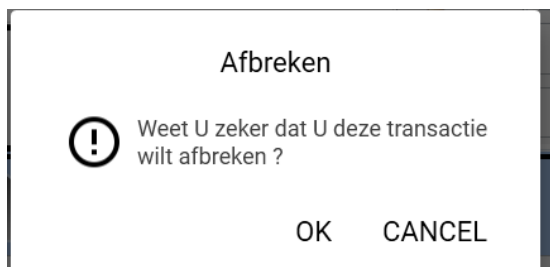 Afbreken
Weet U zeker dat U deze transactie
wilt afbreken ?
OK CANCEL